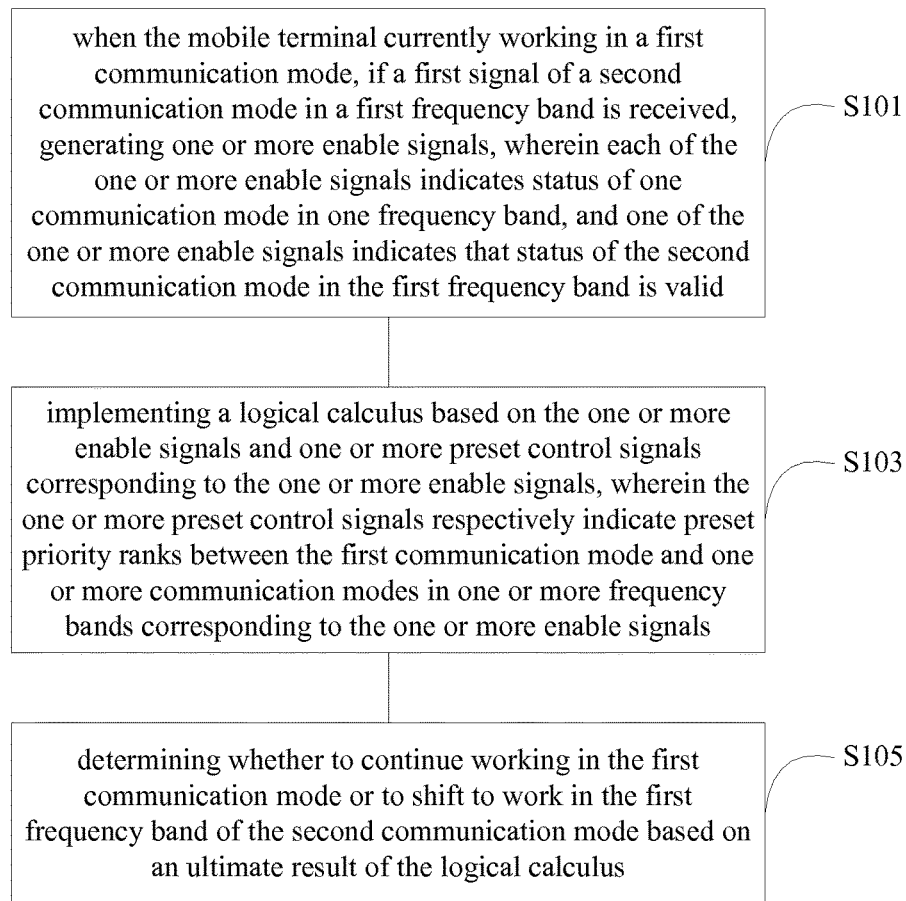 when the mobile terminal currently working in a first
communication mode, if a first signal of a second
communication mode in a first frequency band is received,
generating one or more enable signals, wherein each of the
one or more enable signals indicates status of one
communication mode in one frequency band, and one of the
one or more enable signals indicates that status of the second
communication mode in the first frequency band is valid
S101
implementing a logical calculus based on the one or more
enable signals and one or more preset control signals
corresponding to the one or more enable signals, wherein the
one or more preset control signals respectively indicate preset
priority ranks between the first communication mode and one
or more communication modes in one or more frequency
bands corresponding to the one or more enable signals
S103
determining whether to continue working in the first
communication mode or to shift to work in the first
frequency band of the second communication mode based on
an ultimate result of the logical calculus
S105